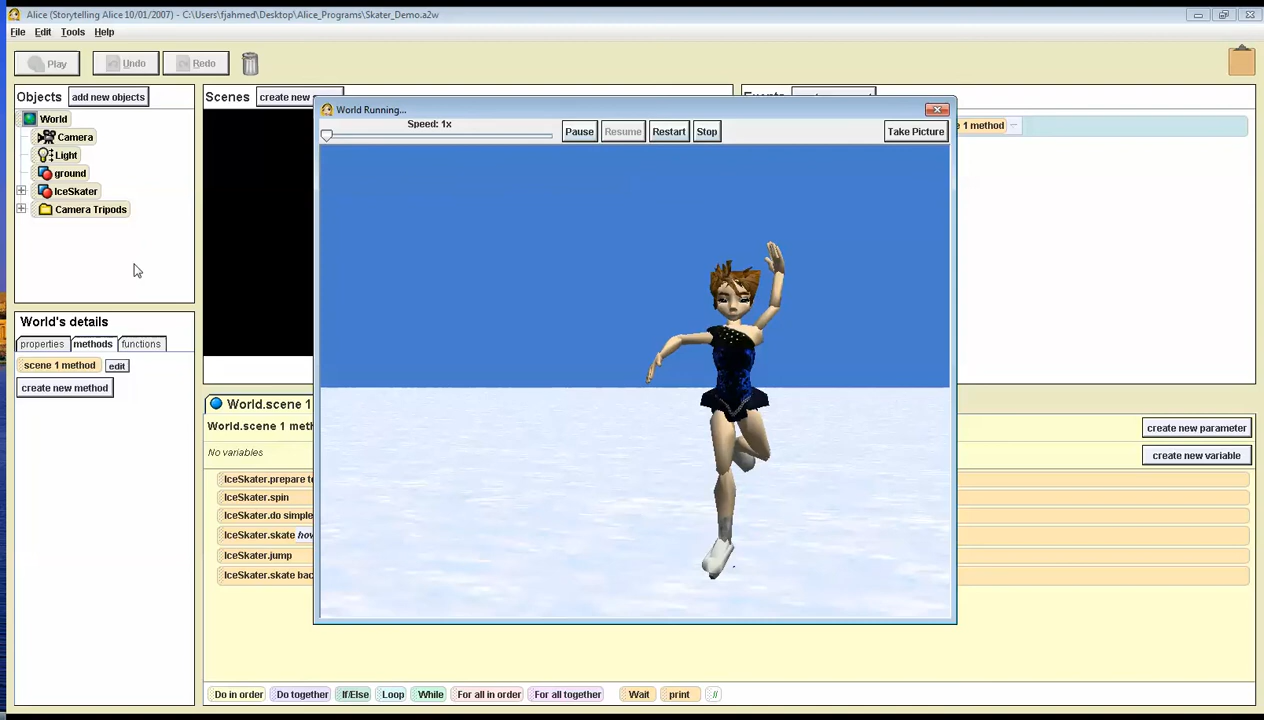 Alice (Storytelling Alice 10/01/2007) - C:\Users\fjahmed\Desktop\Alice_Programs\Skater_Demo.a2w
File Edit Tools Help
Play Undo Redo
Objects add new objects
World
Camera
Light
ground
IceSkater
Camera Tripods
World's details
properties methods functions
scene 1 method edit
create new method
Scenes create new
Events
1 method
World Running...
Speed: 1x
Pause Resume Restart Stop Take Picture
World.scene 1
World.scene 1
No variables
create new parameter
create new variable
IceSkater.prepare
IceSkater.spin
IceSkater.do simple
IceSkater.skate
IceSkater.jump
IceSkater.skate
Do in order Do together If/Else Loop While For all in order For all together Wait print //